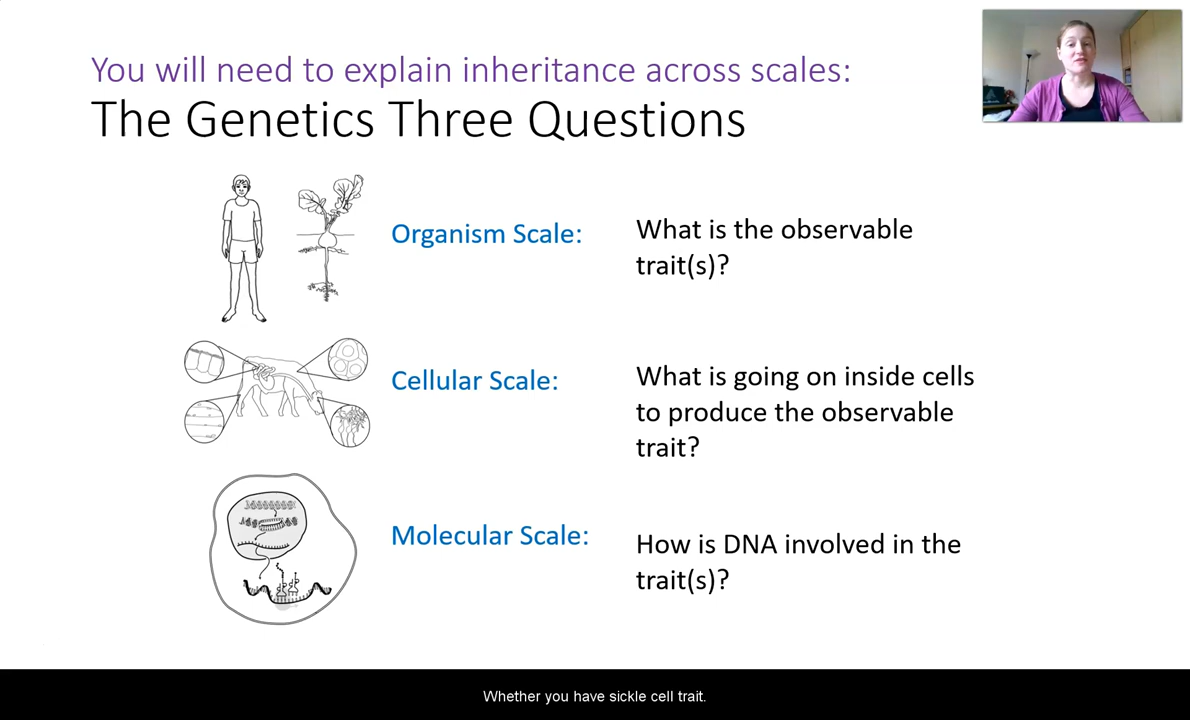 You will need to explain inheritance across scales:
The Genetics Three Questions
Organism Scale:
What is the observable
trait(s)?
Cellular Scale:
What is going on inside cells
to produce the observable
trait?
Molecular Scale:
How is DNA involved in the
trait(s)?
Whether you have sickle cell trait.